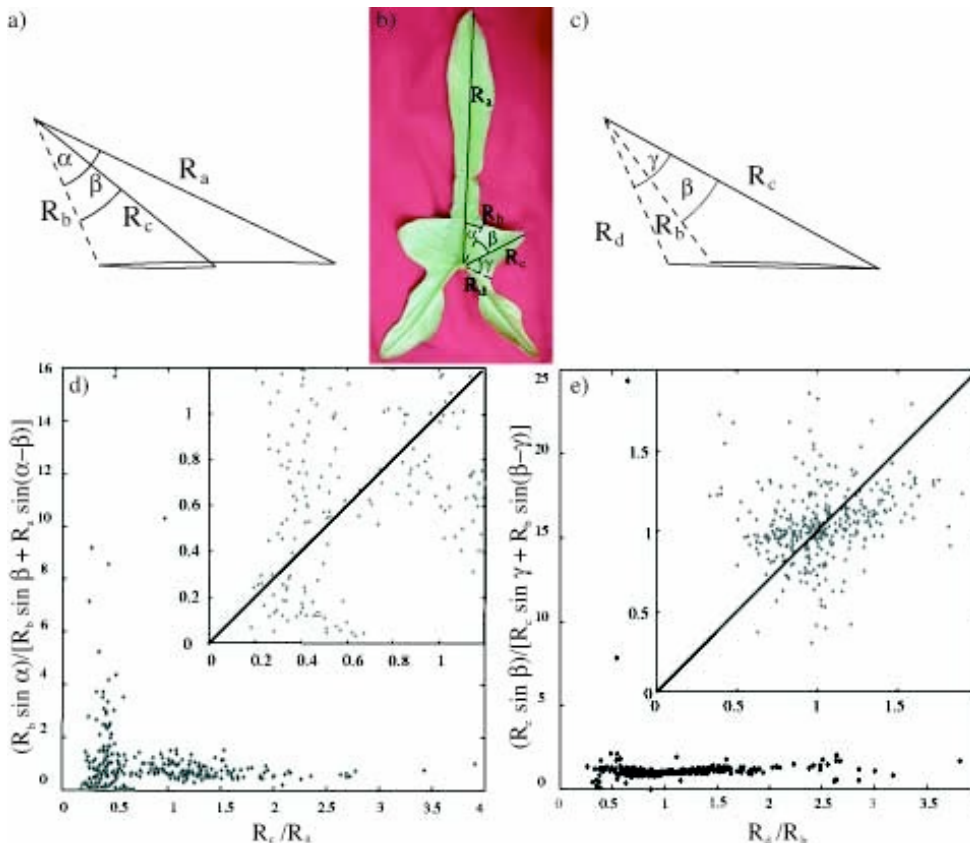 a)
α
β
R_a
R_b
R_c
b)
R_a
R_b
α
β
R_c
γ
R_d
c)
γ
β
R_c
R_d
R_b
d)
(R_b sin α)/[R_b sin β + R_a sin(α–β)]
16
14
12
10
8
6
4
2
0
1
0.8
0.6
0.4
0.2
0
0 0.2 0.4 0.6 0.8 1
0 0.5 1 1.5 2 2.5 3 3.5 4
R_c/R_a
e)
(R_c sin β)/[R_c sin γ + R_b sin(β–γ)]
25
20
15
10
5
0
1.5
1
0.5
0
0 0.5 1 1.5
0 0.5 1 1.5 2 2.5 3 3.5
R_d/R_b